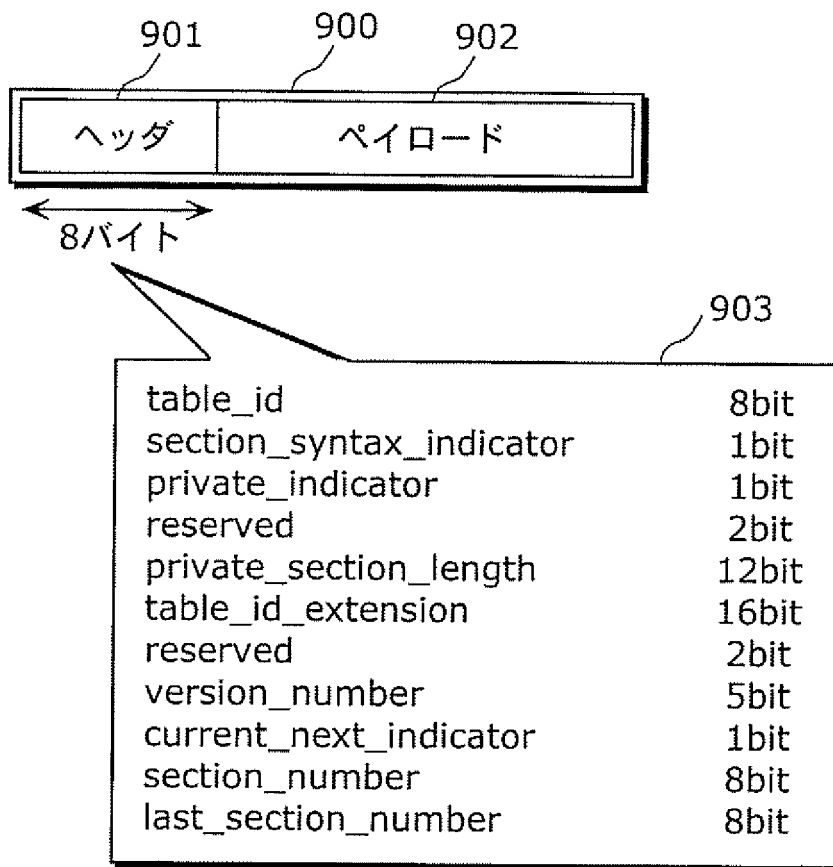 901 900 902
ヘッダ ペイロード
8バイト
903
table_id 8bit
section_syntax_indicator 1bit
private_indicator 1bit
reserved 2bit
private_section_length 12bit
table_id_extension 16bit
reserved 2bit
version_number 5bit
current_next_indicator 1bit
section_number 8bit
last_section_number 8bit